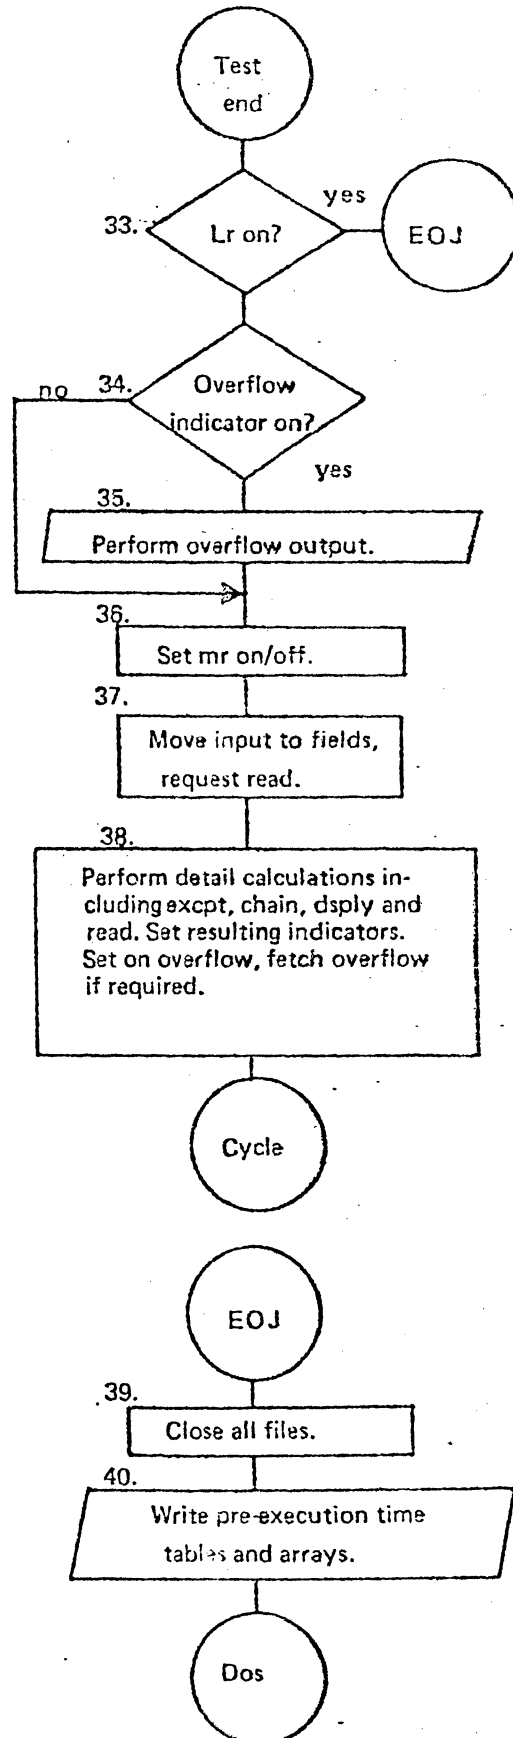 Test
end
33.
Lr on?
yes
EOJ
34.
no
Overflow
indicator on?
yes
35.
Perform overflow output.
36.
Set mr on/off.
37.
Move input to fields,
request read.
38.
Perform detail calculations in-
cluding excpt, chain, dsply and
read. Set resulting indicators.
Set on overflow, fetch overflow
if required.
Cycle
EOJ
39.
Close all files.
40.
Write pre-execution time
tables and arrays.
Dos